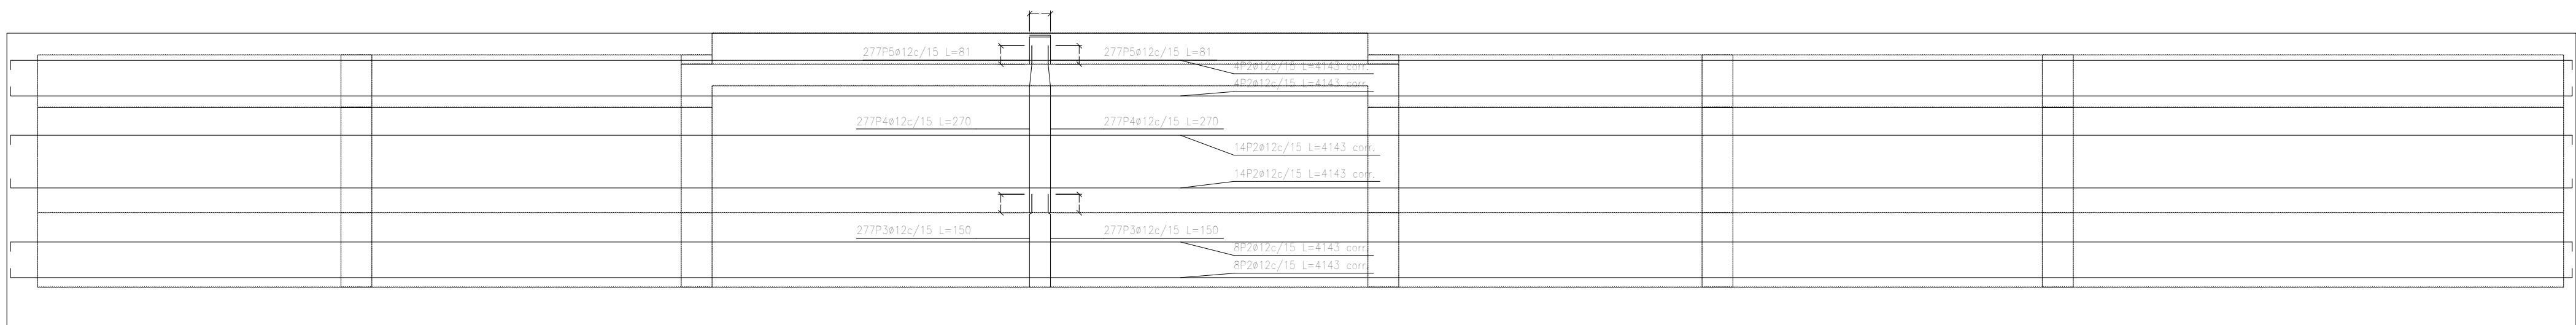 277P5ø12c/15 L=81
277P5ø12c/15 L=81
4P2ø12c/15 L=4143 corr.
4P2ø12c/15 L=4143 corr.
277P4ø12c/15 L=270
277P4ø12c/15 L=270
14P2ø12c/15 L=4143 corr.
14P2ø12c/15 L=4143 corr.
277P3ø12c/15 L=150
277P3ø12c/15 L=150
8P2ø12c/15 L=4143 corr.
8P2ø12c/15 L=4143 corr.